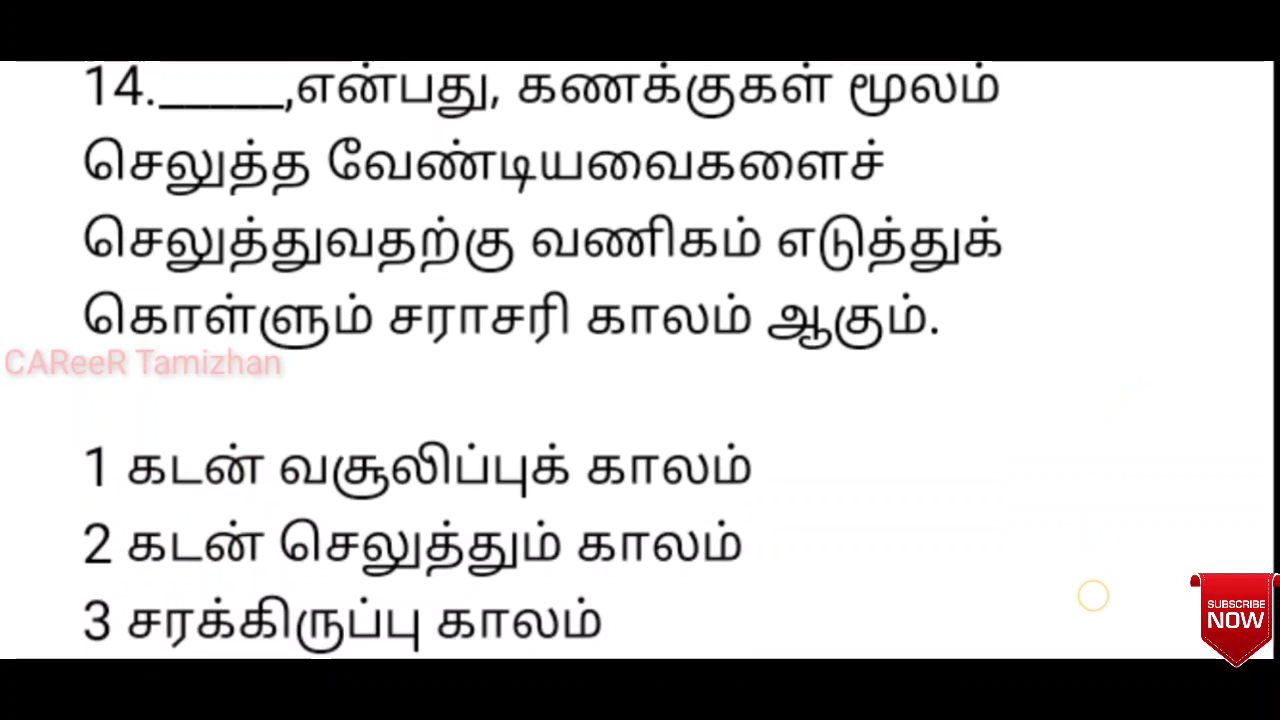 14._____,என்பது, கணக்குகள் மூலம்
செலுத்த வேண்டியவைகளைச்
செலுத்துவதற்கு வணிகம் எடுத்துக்
கொள்ளும் சராசரி காலம் ஆகும்.
CAReeR Tamizhan
1 கடன் வசூலிப்புக் காலம்
2 கடன் செலுத்தும் காலம்
3 சரக்கிருப்பு காலம்
SUBSCRIBE
NOW